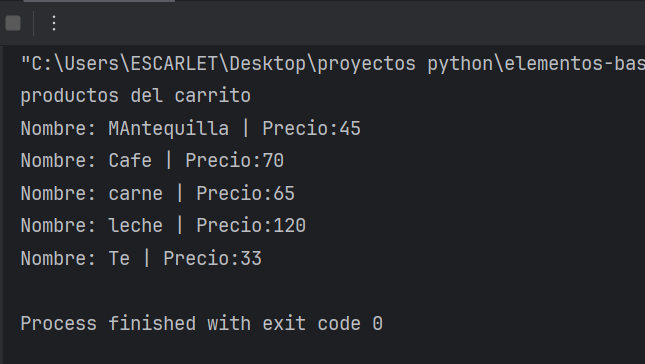 "C:\Users\ESCARLET\Desktop\proyectos python\elementos-bas
productos del carrito
Nombre: MAntequilla | Precio:45
Nombre: Cafe | Precio:70
Nombre: carne | Precio:65
Nombre: leche | Precio:120
Nombre: Te | Precio:33
Process finished with exit code 0